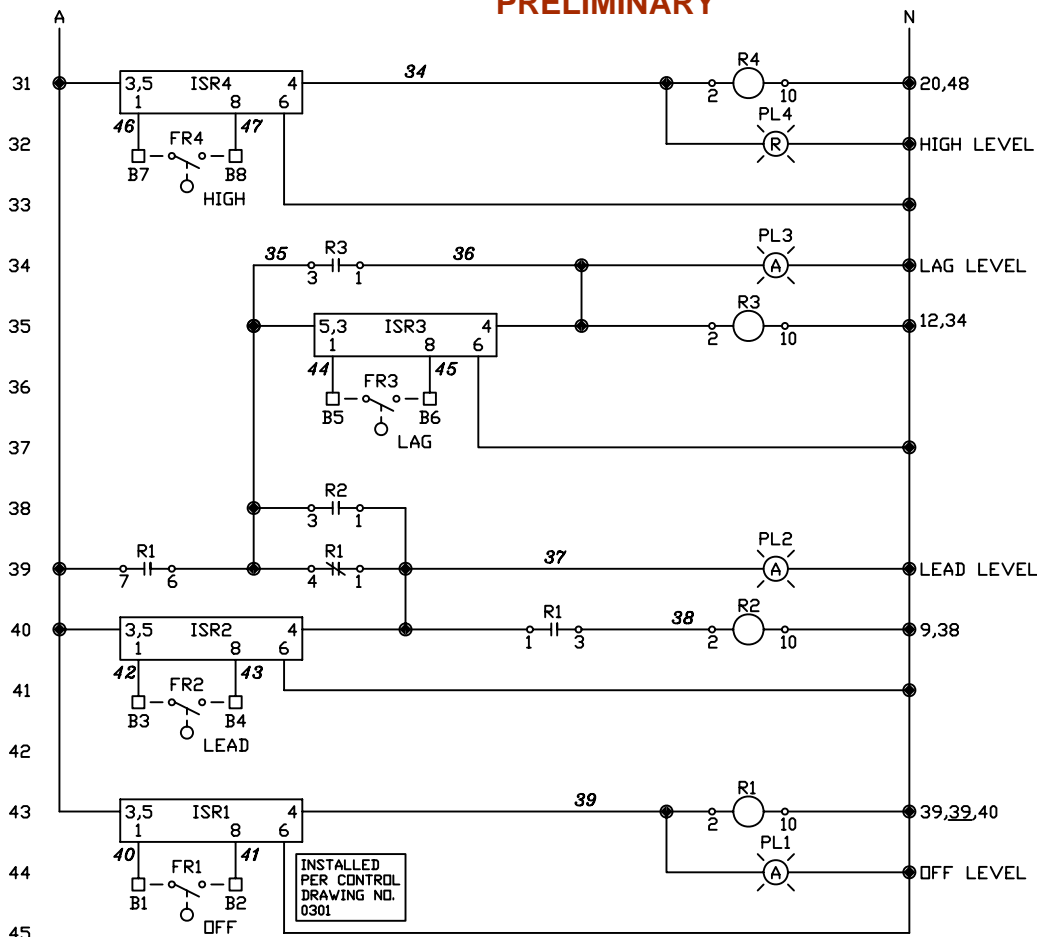 PRELIMINARY
A N
31 3,5 ISR4 4 34 R4 20,48
1 8 6 2 10
46 47 PL4
32 FR4 R HIGH LEVEL
B7 B8
HIGH
33
35 R3 36 PL3
34 3 1 A LAG LEVEL
R3
35 5,3 ISR3 4 12,34
1 8 6 2 10
44 45
36 FR3
B5 B6
LAG
37
R2
38 3 1
R1 R1 37 PL2
39 7 6 4 1 A LEAD LEVEL
R1 38 R2
40 3,5 ISR2 4 1 3 2 10 9,38
1 8 6
42 43
41 FR2
B3 B4
42 LEAD
39 R1
43 3,5 ISR1 4 2 10 39,39,40
1 8 6
40 41 PL1
44 FR1 A OFF LEVEL
B1 B2
OFF
INSTALLED
PER CONTROL
DRAWING NO.
0301
45